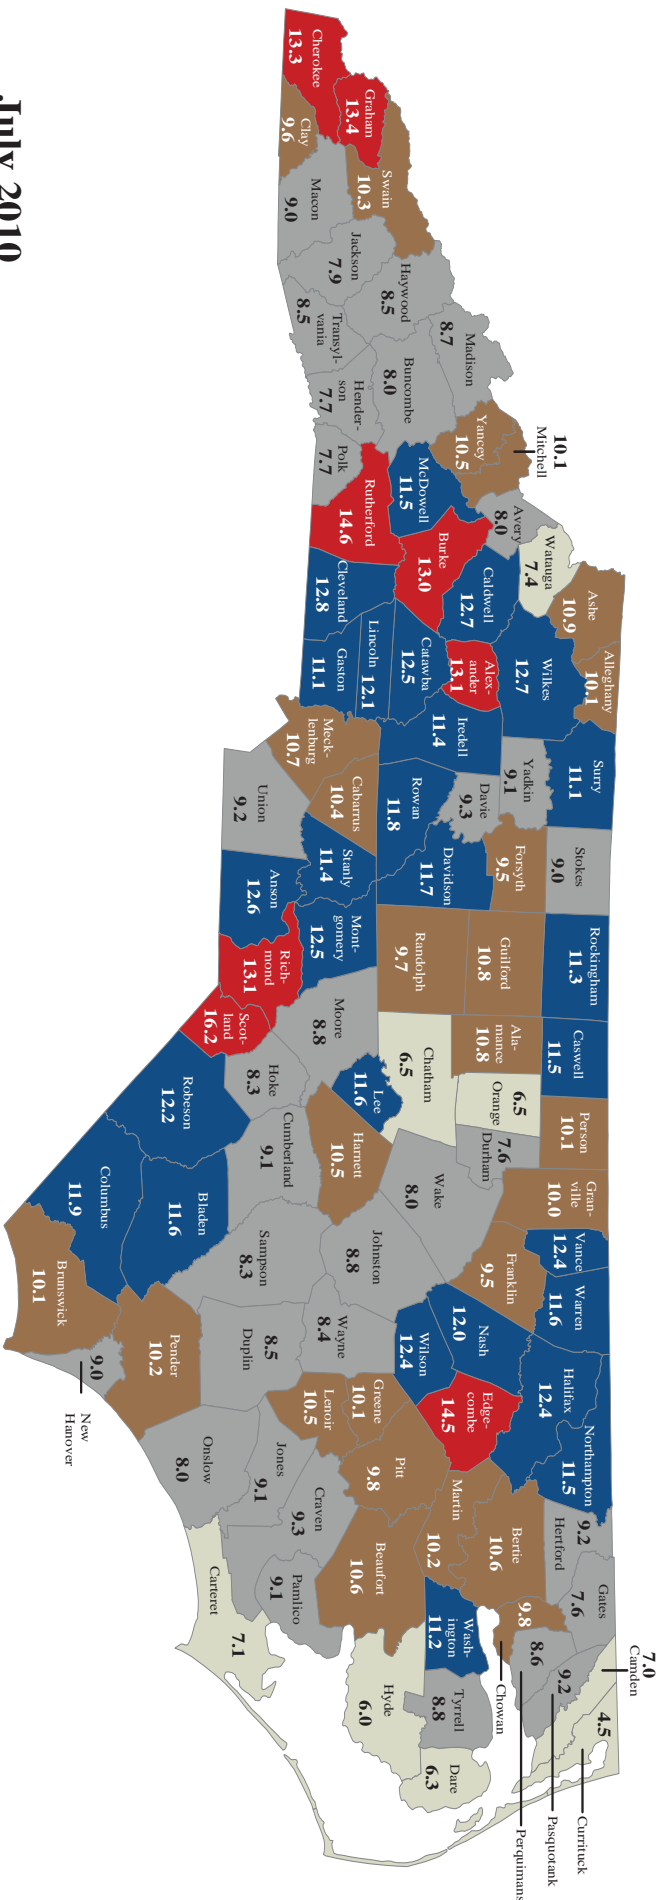 July 2010
Cherokee
13.3
Graham
13.4
Clay
9.6
Swain
10.3
Macon
9.0
Jackson
7.9
Haywood
8.5
Transyl-
vania
8.5
Madison
8.7
Buncombe
8.0
Hender-
son
7.7
Polk
7.7
Yancey
10.5
10.1
Mitchell
McDowell
11.5
Rutherford
14.6
Avery
8.0
Burke
13.0
Watauga
7.4
Caldwell
12.7
Cleveland
12.8
Ashe
10.9
Alleghany
10.1
Wilkes
12.7
Alex-
ander
13.1
Catawba
12.5
Lincoln
12.1
Gaston
11.1
Iredell
11.4
Surry
11.1
Yadkin
9.1
Davie
9.3
Rowan
11.8
Meck-
lenburg
10.7
Cabarrus
10.4
Union
9.2
Stokes
9.0
Forsyth
9.5
Davidson
11.7
Stanly
11.4
Anson
12.6
Rockingham
11.3
Guilford
10.8
Randolph
9.7
Mont-
gomery
12.5
Rich-
mond
13.1
Scot-
land
16.2
Moore
8.8
Caswell
11.5
Ala-
mance
10.8
Chatham
6.5
Lee
11.6
Hoke
8.3
Robeson
12.2
Person
10.1
6.5
Orange
7.6
Durham
Harnett
10.5
Cumberland
9.1
Bladen
11.6
Columbus
11.9
Brunswick
10.1
Gran-
ville
10.0
Wake
8.0
Johnston
8.8
Sampson
8.3
Vance
12.4
Warren
11.6
Franklin
9.5
Nash
12.0
Wilson
12.4
Wayne
8.4
8.5
Duplin
Pender
10.2
9.0
New
Hanover
Halifax
12.4
Northampton
11.5
Edge-
combe
14.5
Greene
10.1
Lenoir
10.5
Pitt
9.8
Jones
9.1
Onslow
8.0
Craven
9.3
Pamlico
9.1
Carteret
7.1
Martin
10.2
Bertie
10.6
Beaufort
10.6
9.2
Hertford
Gates
7.6
9.8
Chowan
8.6
Perquimans
9.2
Pasquotank
7.0
Camden
4.5
Currituck
Wash-
ington
11.2
Tyrrell
8.8
Hyde
6.0
Dare
6.3